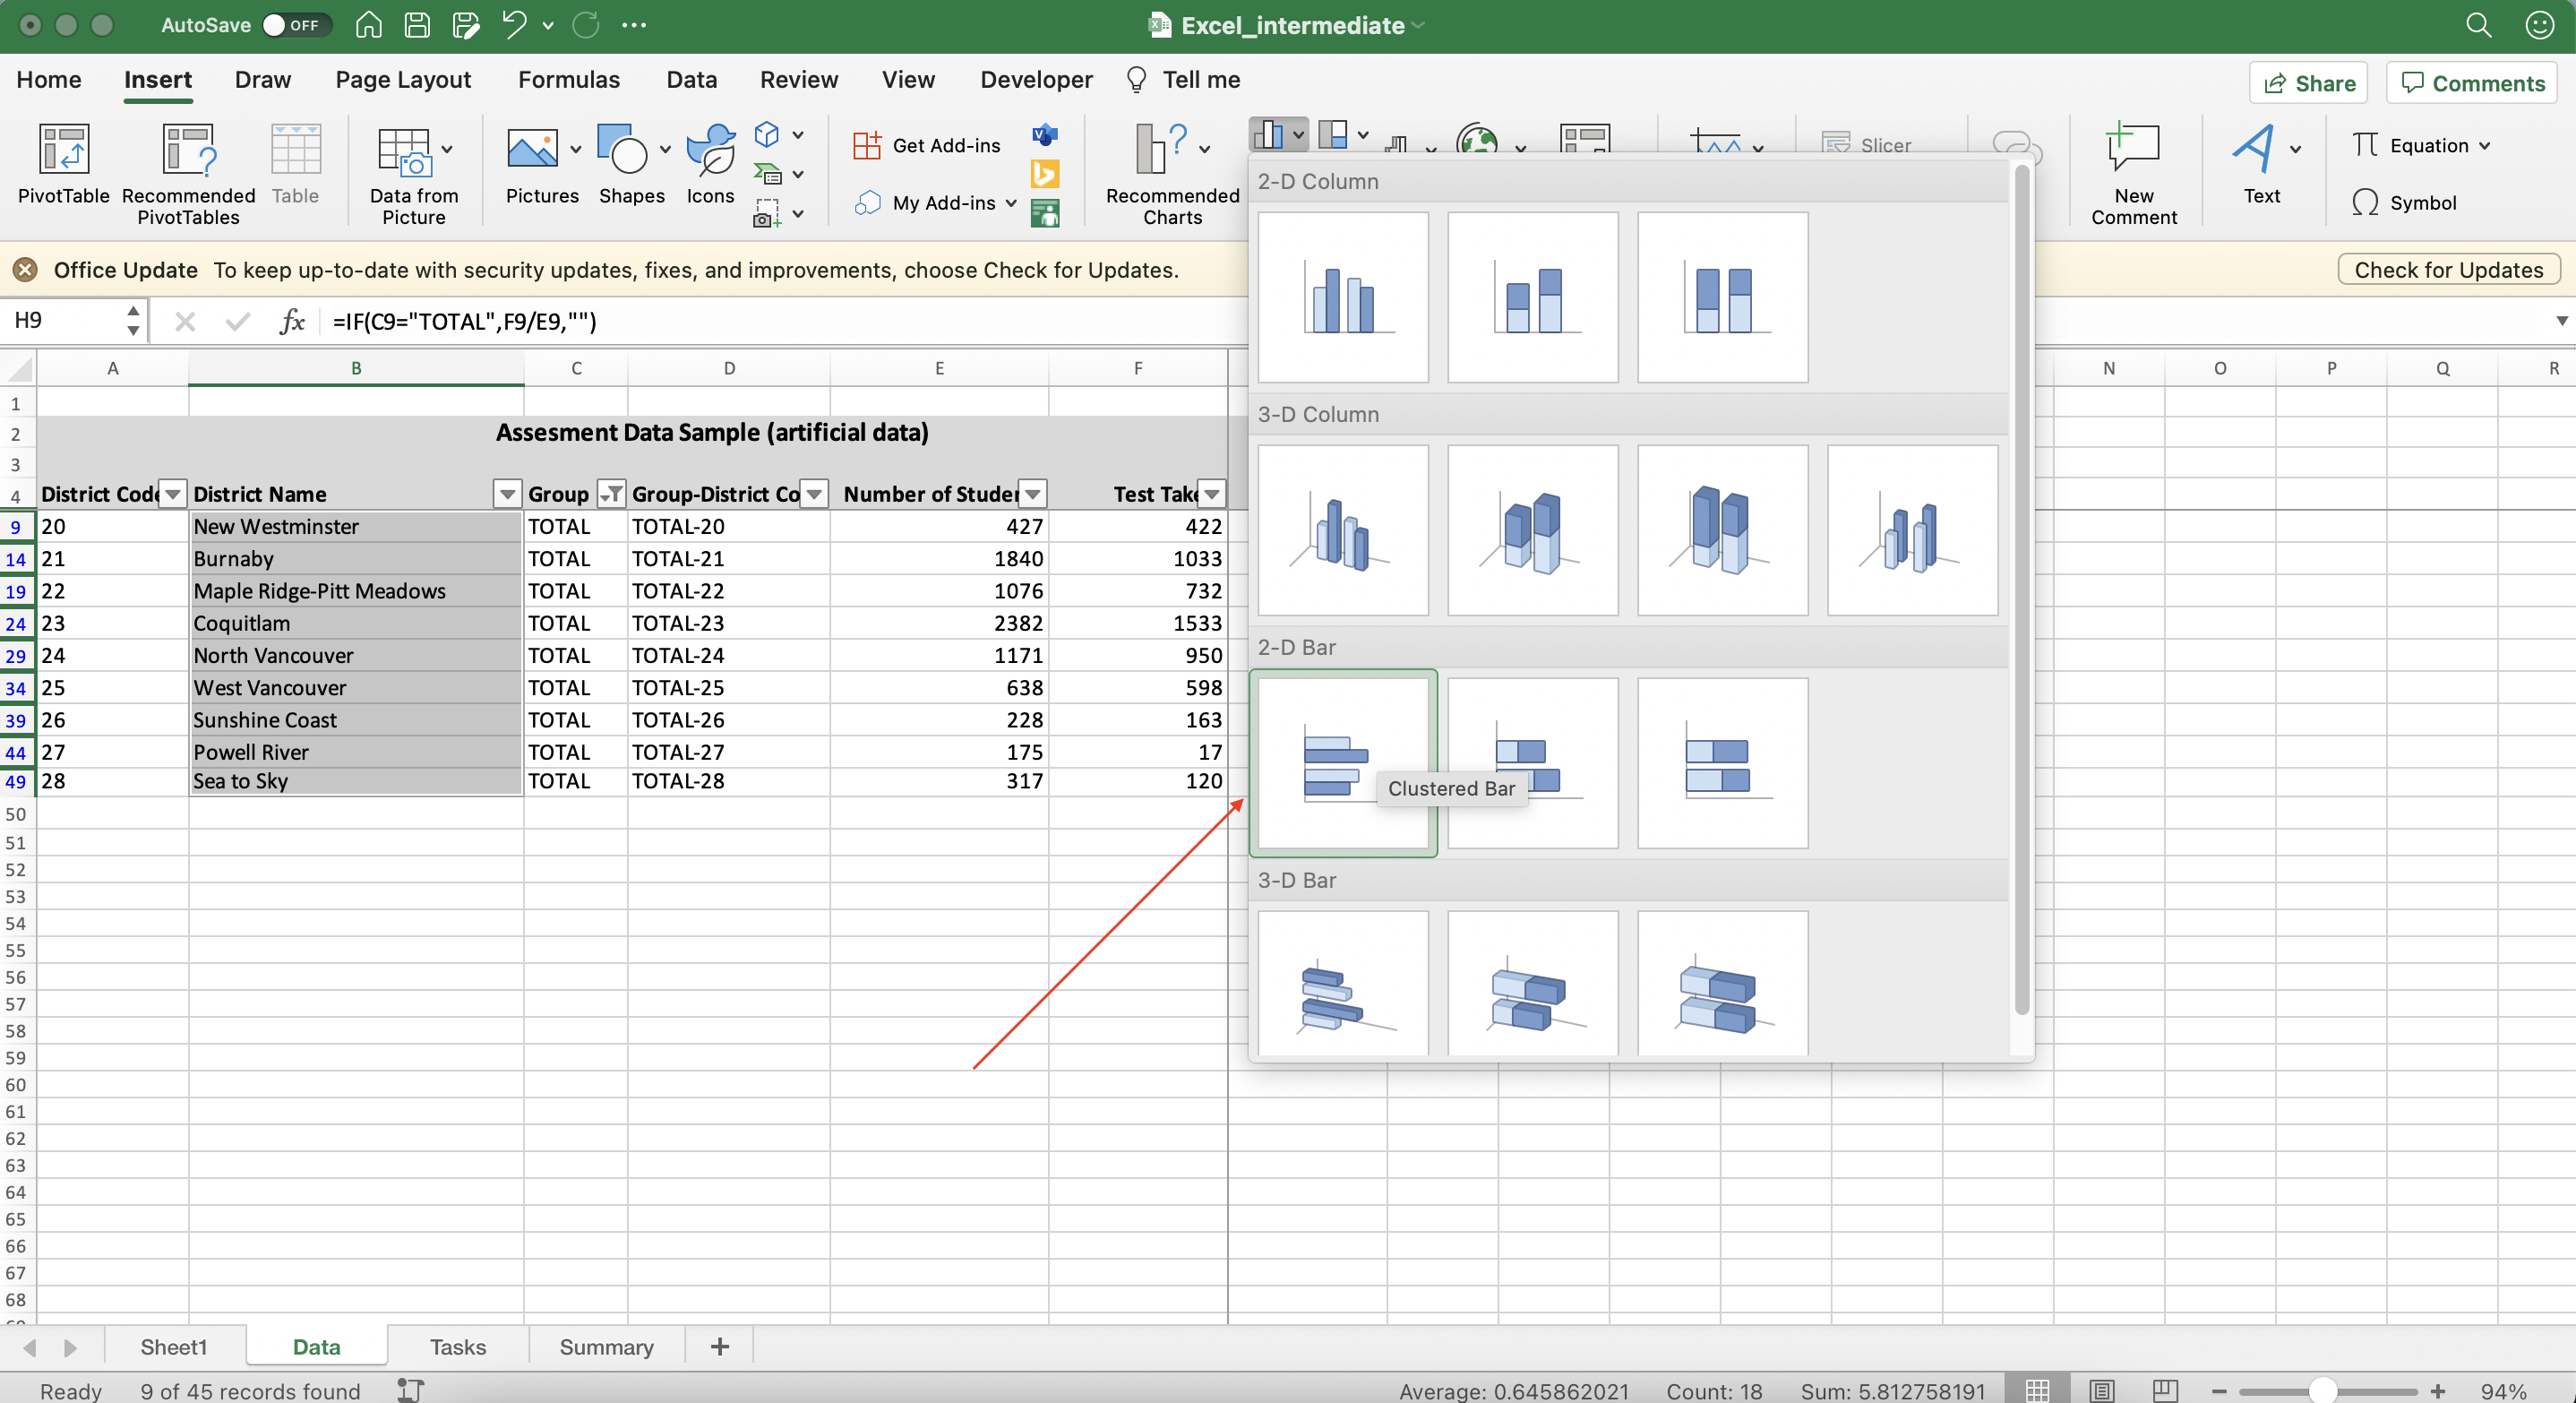 AutoSave OFF Excel_intermediate
Home Insert Draw Page Layout Formulas Data Review View Developer Tell me Share Comments
PivotTable Recommended PivotTables Table Data from Picture Pictures Shapes Icons Get Add-ins My Add-ins Recommended Charts Slicer New Comment Text Equation Symbol
Office Update To keep up-to-date with security updates, fixes, and improvements, choose Check for Updates. Check for Updates
H9 fx =IF(C9="TOTAL",F9/E9,"")
A B C D E F N O P Q R
1
2 Assesment Data Sample (artificial data)
3
4 District Code District Name Group Group-District Co Number of Studer Test Take
9 20 New Westminster TOTAL TOTAL-20 427 422
14 21 Burnaby TOTAL TOTAL-21 1840 1033
19 22 Maple Ridge-Pitt Meadows TOTAL TOTAL-22 1076 732
24 23 Coquitlam TOTAL TOTAL-23 2382 1533
29 24 North Vancouver TOTAL TOTAL-24 1171 950
34 25 West Vancouver TOTAL TOTAL-25 638 598
39 26 Sunshine Coast TOTAL TOTAL-26 228 163
44 27 Powell River TOTAL TOTAL-27 175 17
49 28 Sea to Sky TOTAL TOTAL-28 317 120
50
51
52
53
54
55
56
57
58
59
60
61
62
63
64
65
66
67
68
2-D Column
3-D Column
2-D Bar
Clustered Bar
3-D Bar
Sheet1 Data Tasks Summary +
Ready 9 of 45 records found Average: 0.645862021 Count: 18 Sum: 5.812758191 94%